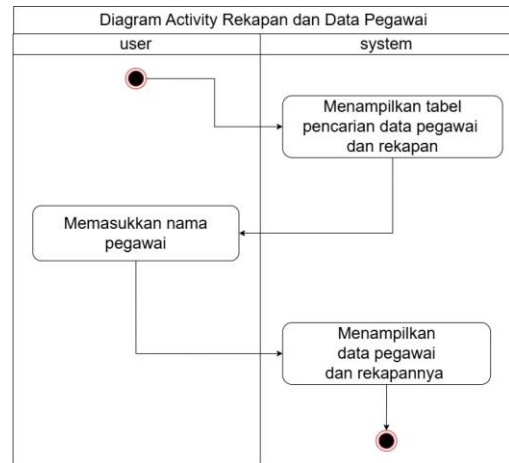 Diagram Activity Rekapan dan Data Pegawai
user
system
Menampilkan tabel
pencarian data pegawai
dan rekapan
Memasukkan nama
pegawai
Menampilkan
data pegawai
dan rekapannya